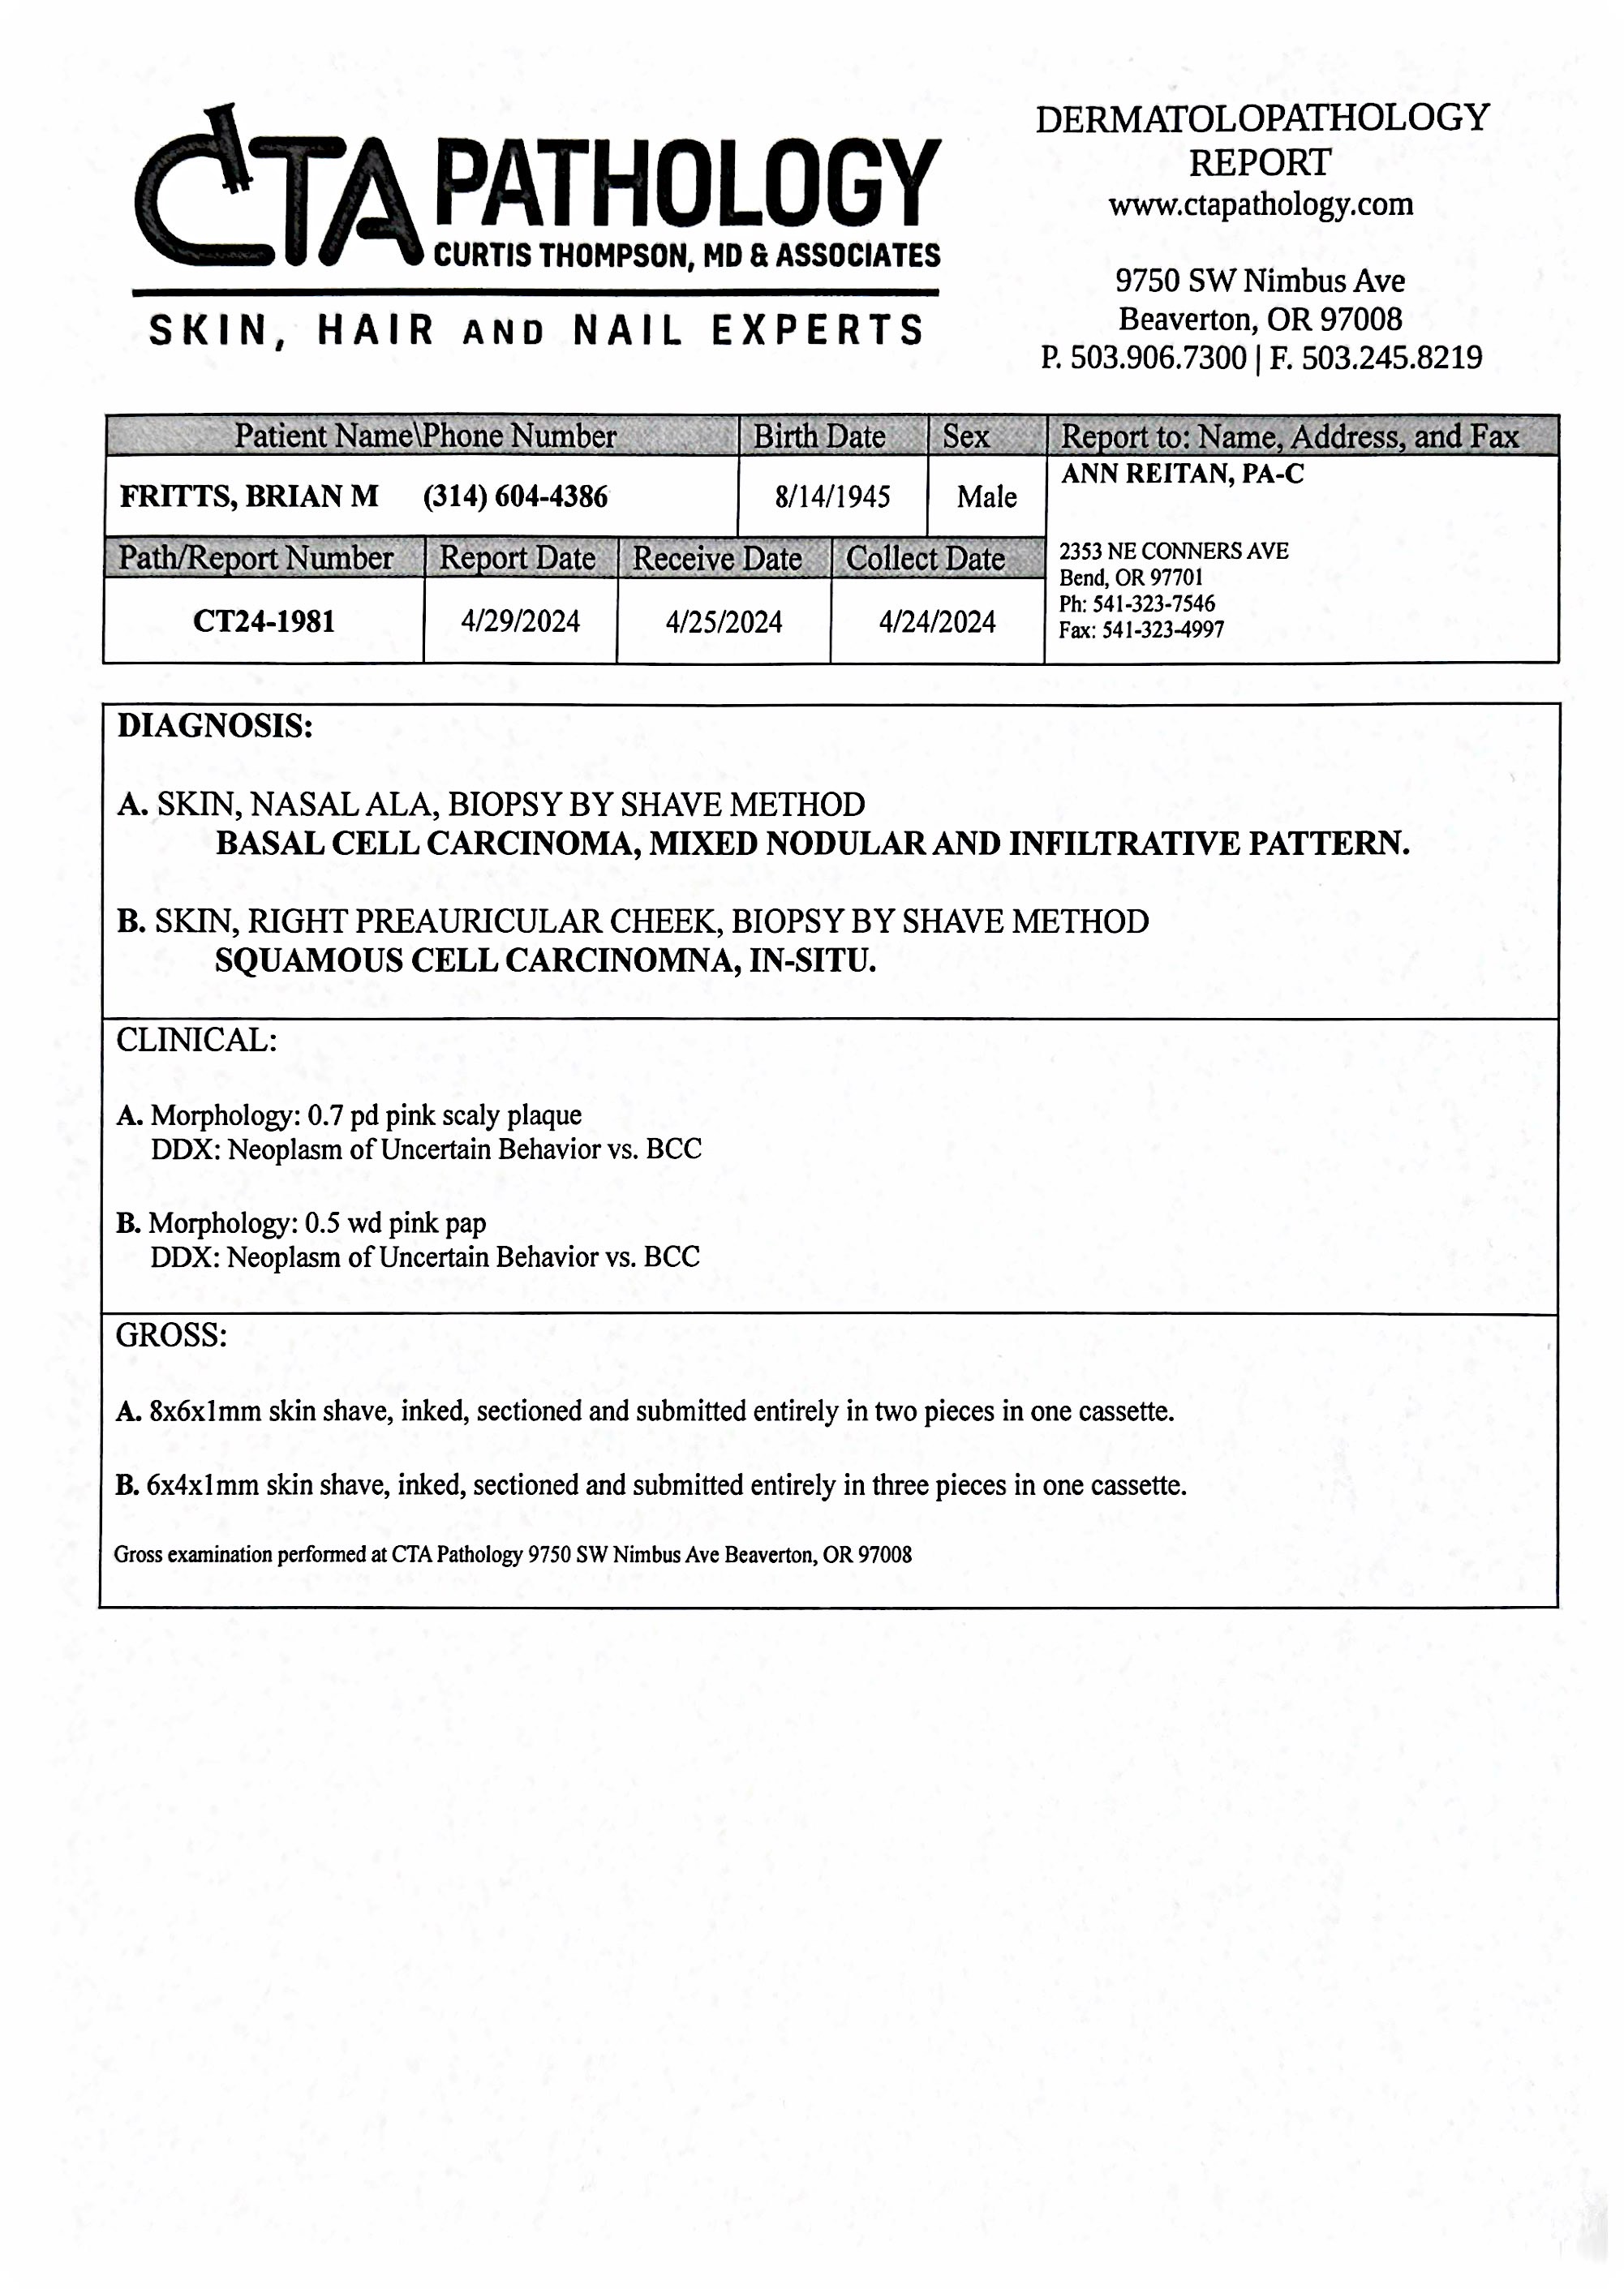 CTA PATHOLOGY
CURTIS THOMPSON, MD & ASSOCIATES
SKIN, HAIR AND NAIL EXPERTS
DERMATOLOPATHOLOGY
REPORT
www.ctapathology.com
9750 SW Nimbus Ave
Beaverton, OR 97008
P. 503.906.7300 | F. 503.245.8219
Patient Name\Phone Number Birth Date Sex Report to: Name, Address, and Fax
FRITTS, BRIAN M (314) 604-4386 8/14/1945 Male
ANN REITAN, PA-C
2353 NE CONNERS AVE
Bend, OR 97701
Ph: 541-323-7546
Fax: 541-323-4997
Path/Report Number Report Date Receive Date Collect Date
CT24-1981 4/29/2024 4/25/2024 4/24/2024
DIAGNOSIS:
A. SKIN, NASAL ALA, BIOPSY BY SHAVE METHOD
BASAL CELL CARCINOMA, MIXED NODULAR AND INFILTRATIVE PATTERN.
B. SKIN, RIGHT PREAURICULAR CHEEK, BIOPSY BY SHAVE METHOD
SQUAMOUS CELL CARCINOMNA, IN-SITU.
CLINICAL:
A. Morphology: 0.7 pd pink scaly plaque
DDX: Neoplasm of Uncertain Behavior vs. BCC
B. Morphology: 0.5 wd pink pap
DDX: Neoplasm of Uncertain Behavior vs. BCC
GROSS:
A. 8x6x1mm skin shave, inked, sectioned and submitted entirely in two pieces in one cassette.
B. 6x4x1mm skin shave, inked, sectioned and submitted entirely in three pieces in one cassette.
Gross examination performed at CTA Pathology 9750 SW Nimbus Ave Beaverton, OR 97008